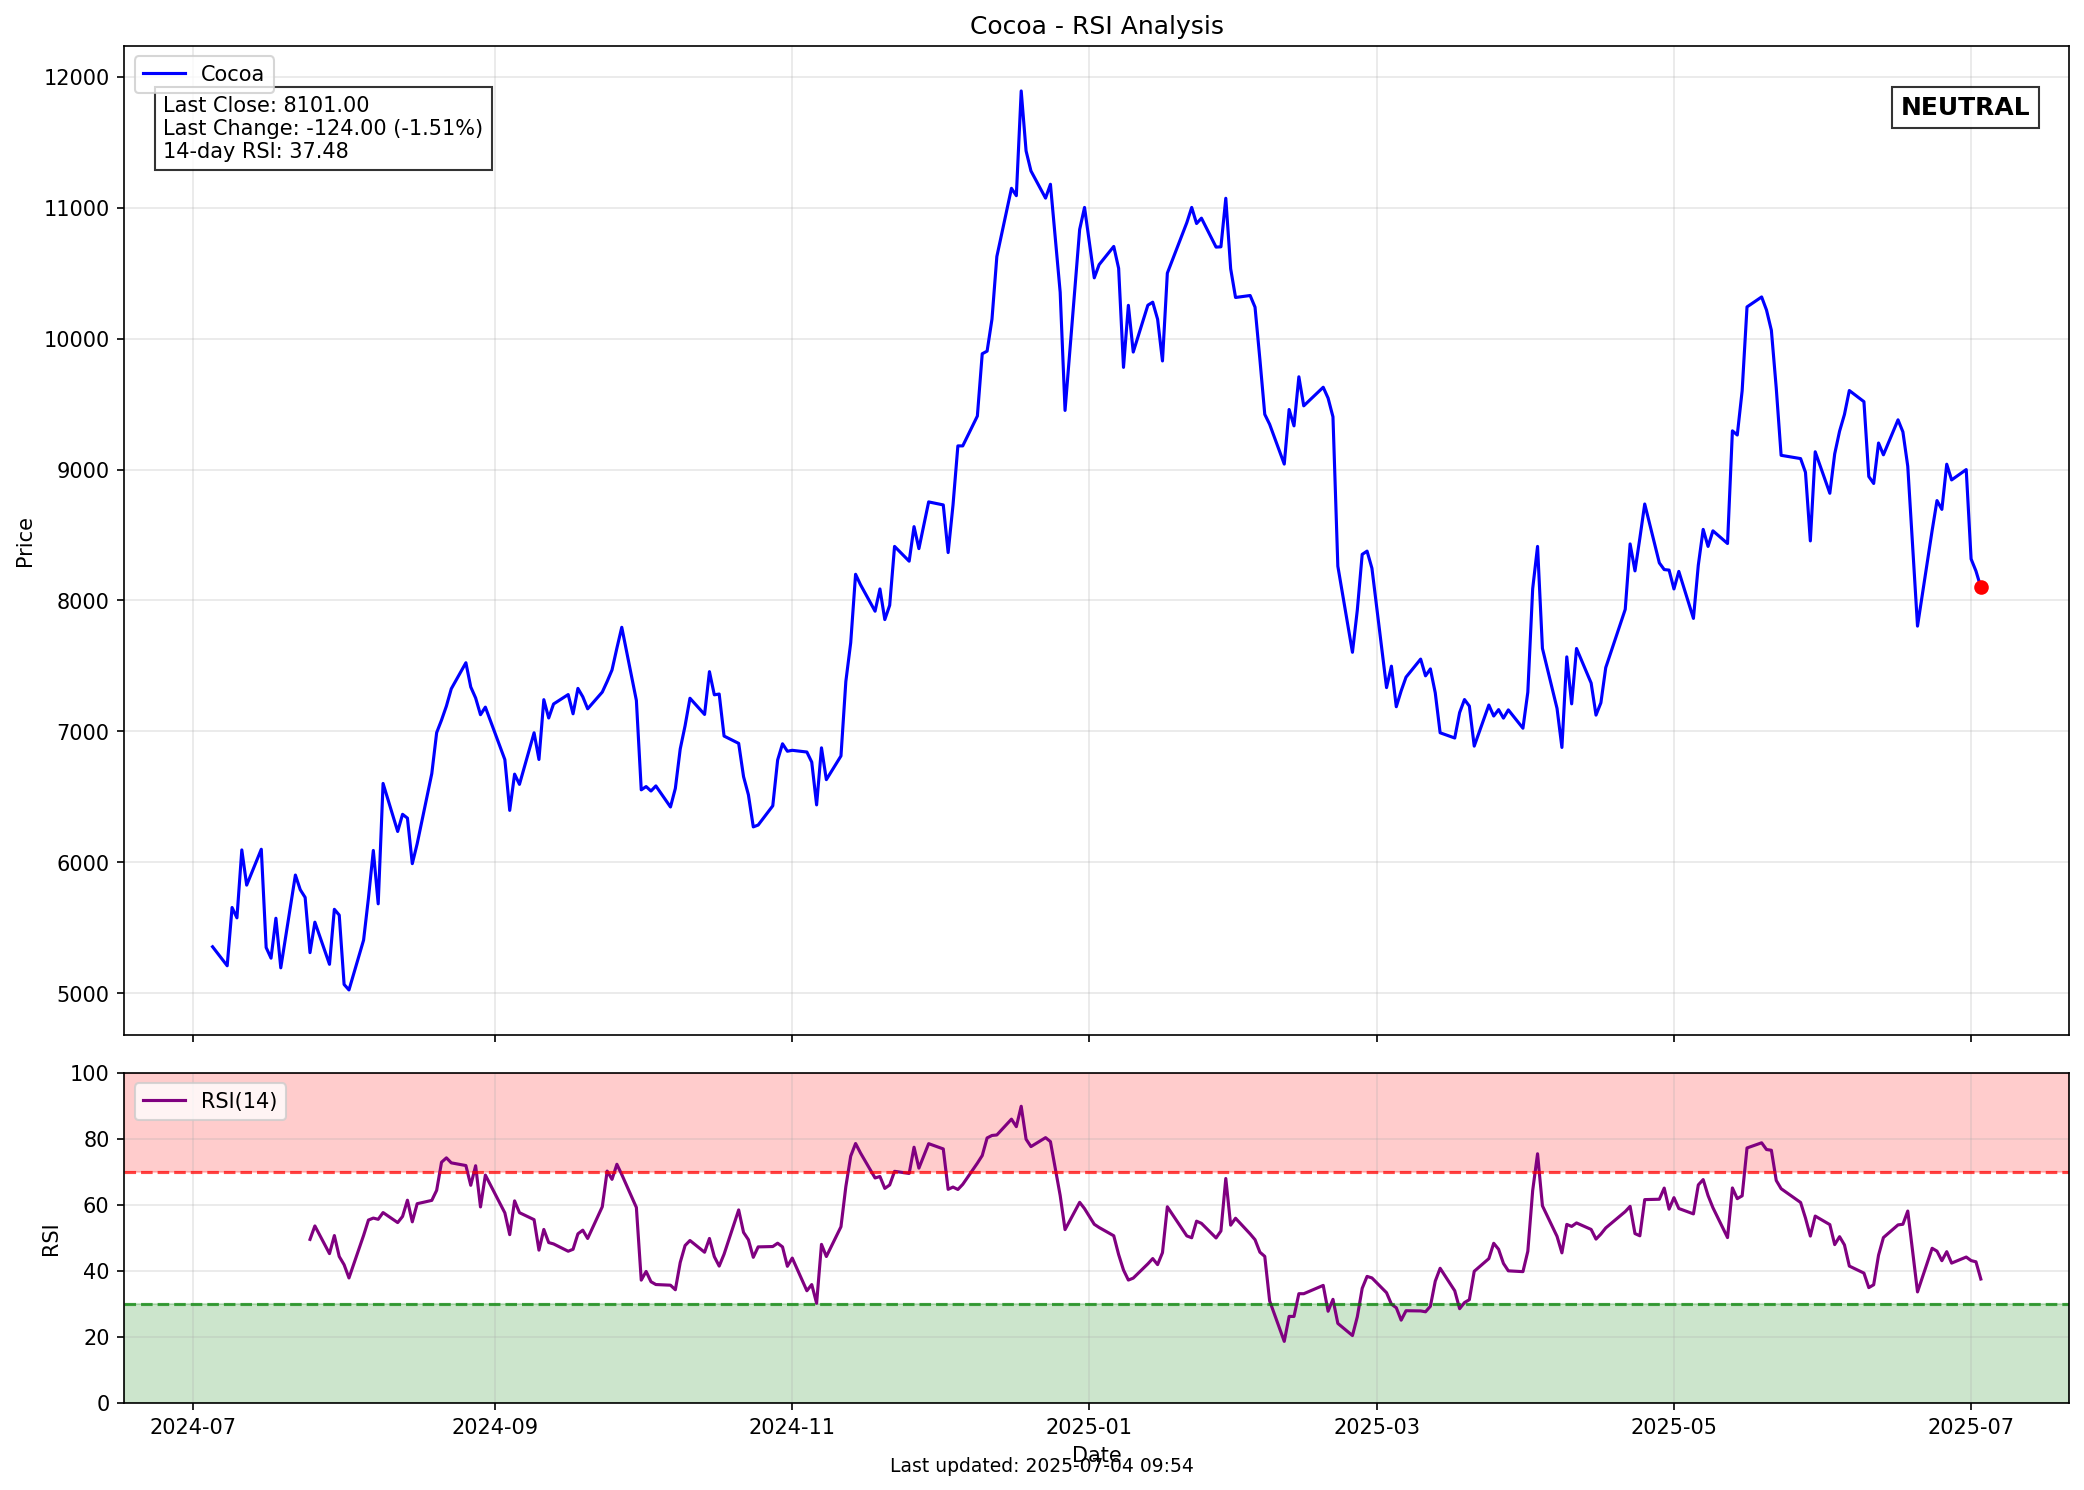 Cocoa - RSI Analysis
Cocoa
Last Close: 8101.00
Last Change: -124.00 (-1.51%)
14-day RSI: 37.48
NEUTRAL
12000
11000
10000
9000
8000
7000
6000
5000
Price
RSI(14)
100
80
60
40
20
0
RSI
2024-07
2024-09
2024-11
2025-01
2025-03
2025-05
2025-07
Date
Last updated: 2025-07-04 09:54